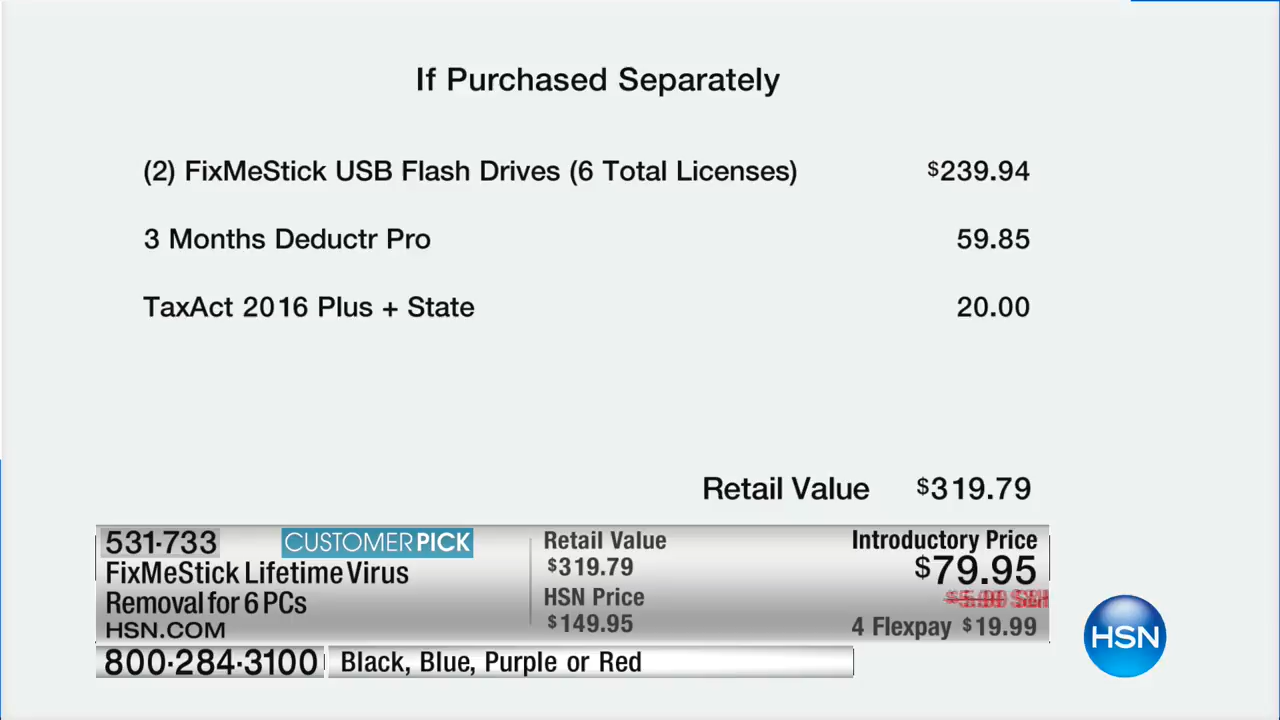 If Purchased Separately
(2) FixMeStick USB Flash Drives (6 Total Licenses) $239.94
3 Months Deductr Pro 59.85
TaxAct 2016 Plus + State 20.00
Retail Value $319.79
531·733 CUSTOMERPICK
FixMeStick Lifetime Virus
Removal for 6 PCs
HSN.COM
800·284·3100
Retail Value
$319.79
HSN Price
$149.95
Introductory Price
$79.95
4 Flexpay $19.99
Black, Blue, Purple or Red
HSN